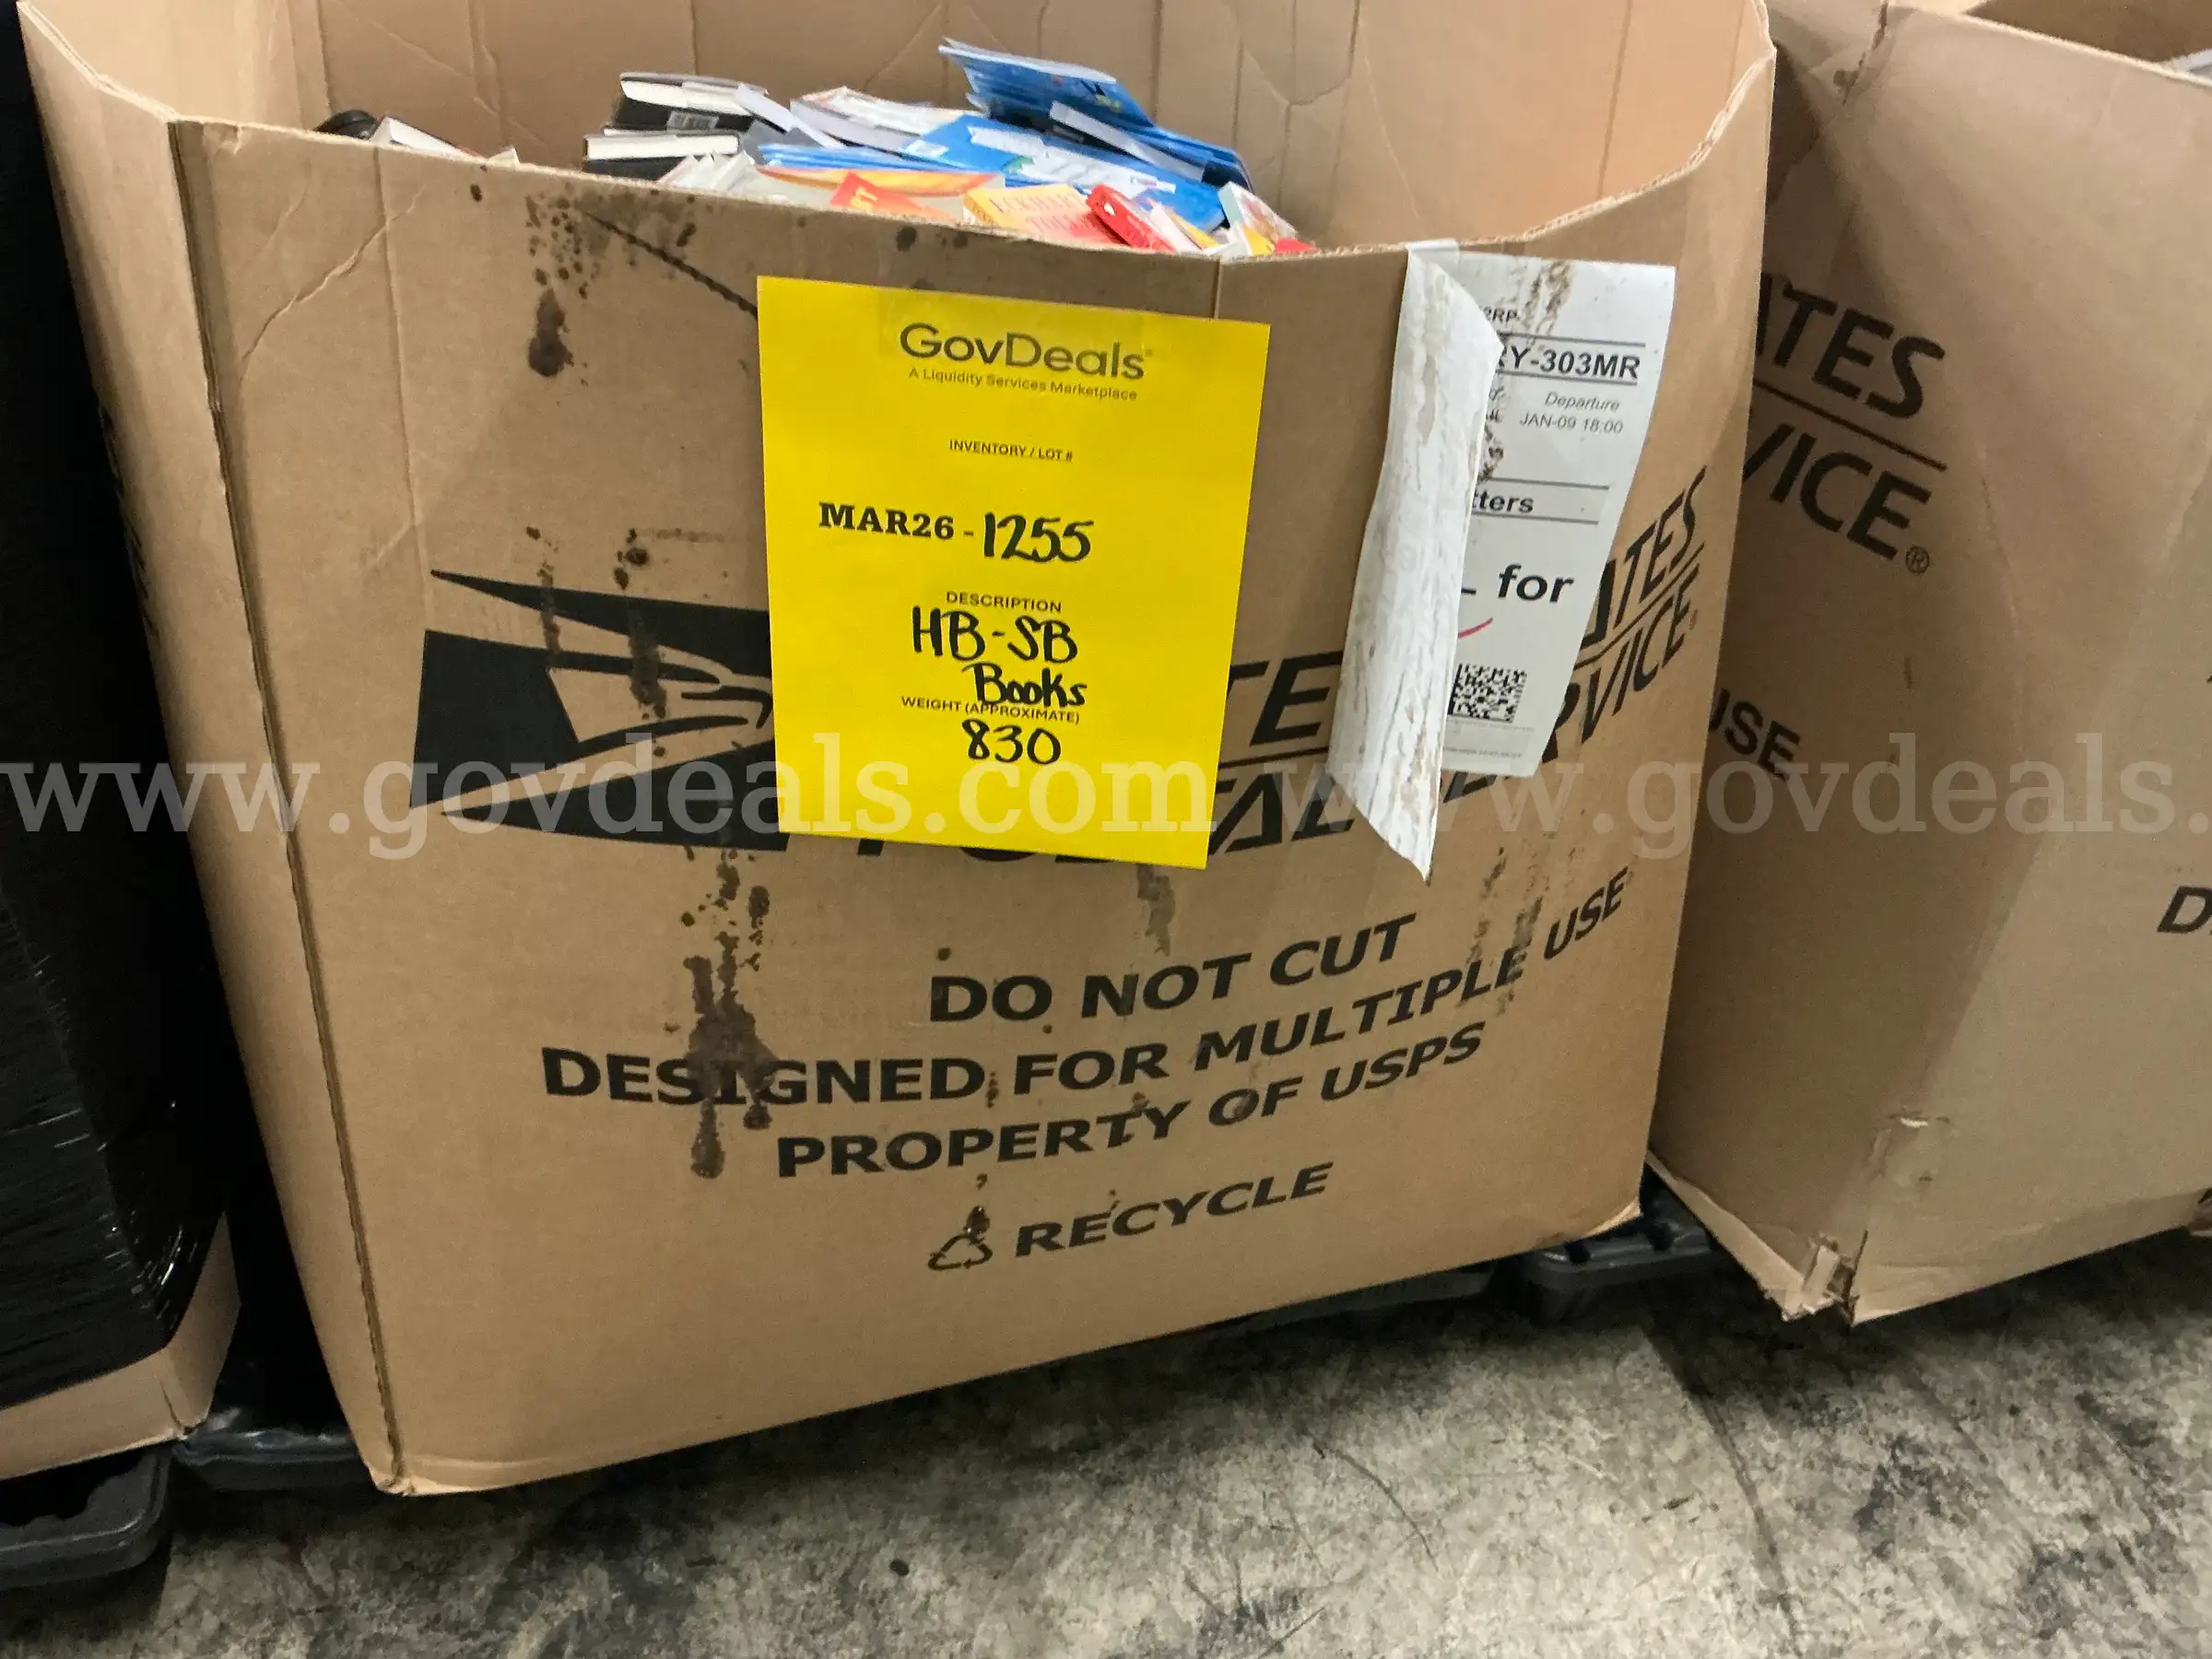 GovDeals
A Liquidity Services Marketplace
INVENTORY / LOT #
MAR26 - 1255
DESCRIPTION
HB-SB
Books
WEIGHT (APPROXIMATE)
830
RY-303MR
Departure
JAN-09 18:00
tters
for
ATES
SERVICE
DO NOT CUT
DESIGNED FOR MULTIPLE USE
PROPERTY OF USPS
RECYCLE
ATES
VICE®
USE
www.govdeals.com www.govdeals.